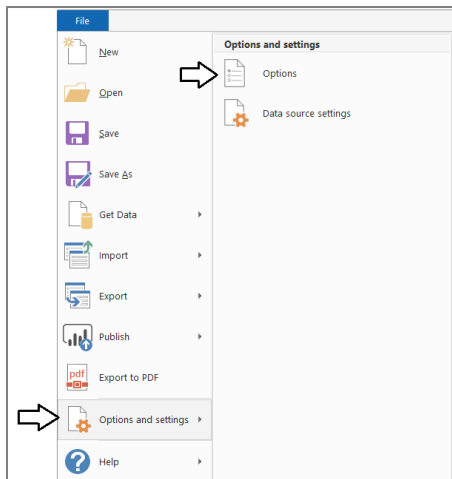 File
New
Open
Save
Save As
Get Data
Import
Export
Publish
pdf
Export to PDF
Options and settings
Help
Options and settings
Options
Data source settings